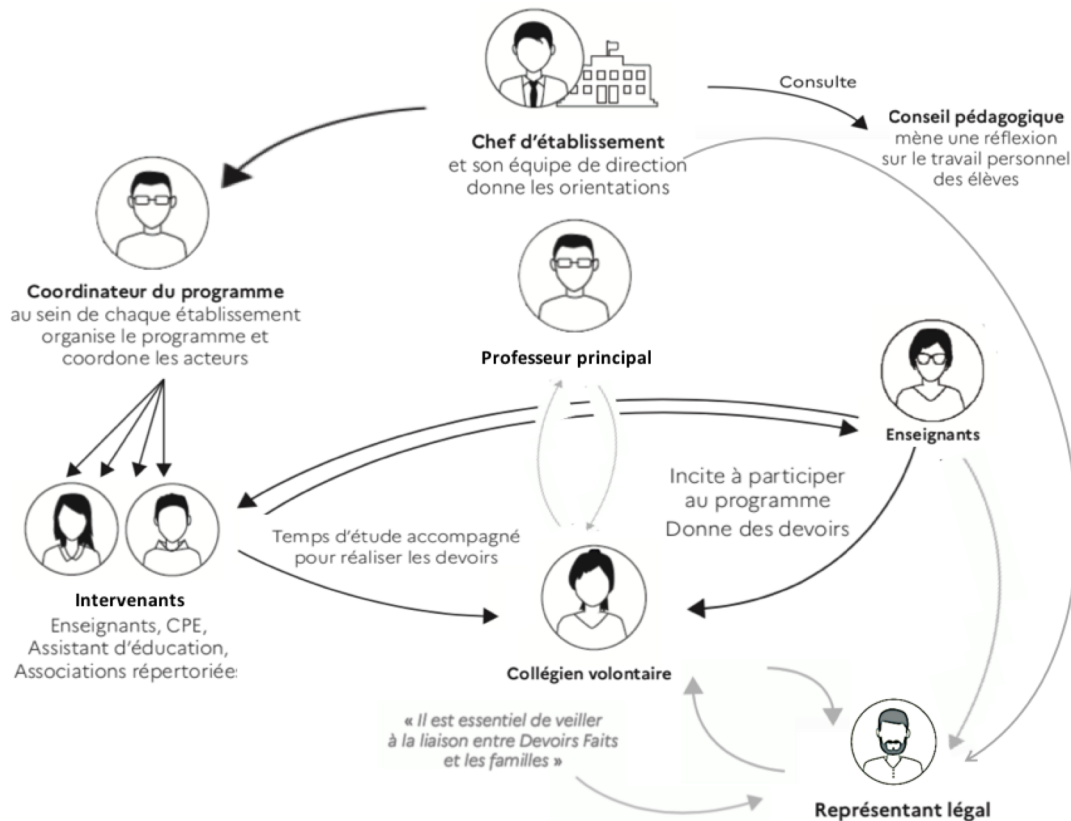 Consulte
Chef d'établissement
et son équipe de direction
donne les orientations
Conseil pédagogique
mène une réflexion
sur le travail personnel
des élèves
Coordinateur du programme
au sein de chaque établissement
organise le programme et
coordone les acteurs
Professeur principal
Enseignants
Incite à participer
au programme
Donne des devoirs
Temps d'étude accompagné
pour réaliser les devoirs
Intervenants
Enseignants, CPE,
Assistant d'éducation,
Associations répertoriées
Collégien volontaire
« Il est essentiel de veiller
à la liaison entre Devoirs Faits
et les familles »
Représentant légal